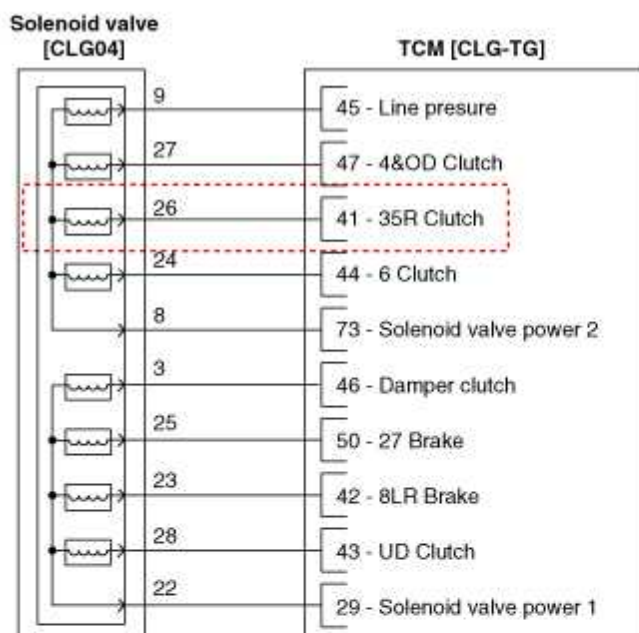 Solenoid valve
[CLG04]
TCM [CLG-TG]
9
45 - Line presure
27
47 - 4&OD Clutch
26
41 - 35R Clutch
24
44 - 6 Clutch
8
73 - Solenoid valve power 2
3
46 - Damper clutch
25
50 - 27 Brake
23
42 - 8LR Brake
28
43 - UD Clutch
22
29 - Solenoid valve power 1